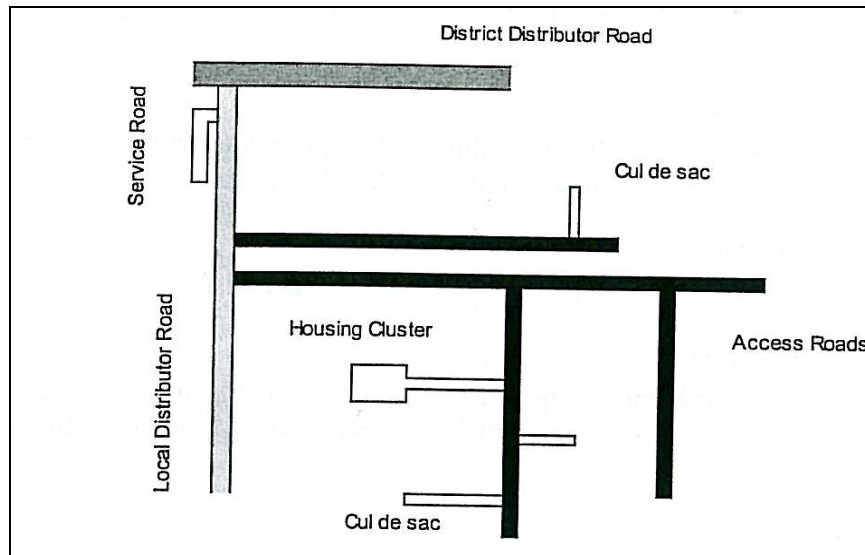 District Distributor Road
Service Road
Cul de sac
Local Distributor Road
Housing Cluster
Access Roads
Cul de sac